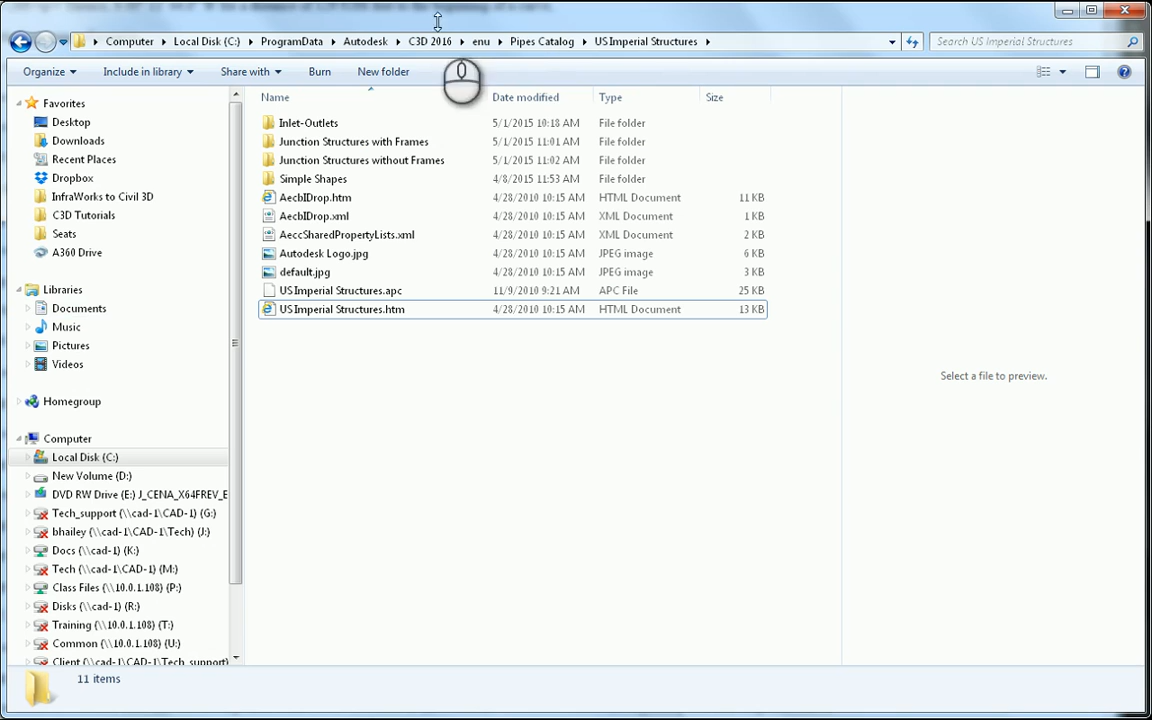 Computer Local Disk (C:) ProgramData Autodesk C3D 2016 enu Pipes Catalog US Imperial Structures
Search US Imperial Structures
Organize Include in library Share with Burn New folder
Name Date modified Type Size
Favorites
Desktop
Downloads
Recent Places
Dropbox
InfraWorks to Civil 3D
C3D Tutorials
Seats
A360 Drive
Libraries
Documents
Music
Pictures
Videos
Homegroup
Computer
Local Disk (C:)
New Volume (D:)
DVD RW Drive (E:) J_CENA_X64FREV_E
Tech_support (\\cad-1\CAD-1) (G:)
bhailey (\\cad-1\CAD-1\Tech) (J:)
Docs (\\cad-1) (K:)
Tech (\\cad-1\CAD-1) (M:)
Class Files (\\10.0.1.108) (P:)
Disks (\\cad-1) (R:)
Training (\\10.0.1.108) (T:)
Common (\\10.0.1.108) (U:)
Client (\\cad-1\CAD-1\Tech_support)
Inlet-Outlets 5/1/2015 10:18 AM File folder
Junction Structures with Frames 5/1/2015 11:01 AM File folder
Junction Structures without Frames 5/1/2015 11:02 AM File folder
Simple Shapes 4/8/2015 11:53 AM File folder
AecbIDrop.htm 4/28/2010 10:15 AM HTML Document 11 KB
AecbIDrop.xml 4/28/2010 10:15 AM XML Document 1 KB
AeccSharedPropertyLists.xml 4/28/2010 10:15 AM XML Document 2 KB
Autodesk Logo.jpg 4/28/2010 10:15 AM JPEG image 6 KB
default.jpg 4/28/2010 10:15 AM JPEG image 3 KB
US Imperial Structures.apc 11/9/2010 9:21 AM APC File 25 KB
US Imperial Structures.htm 4/28/2010 10:15 AM HTML Document 13 KB
Select a file to preview.
11 items